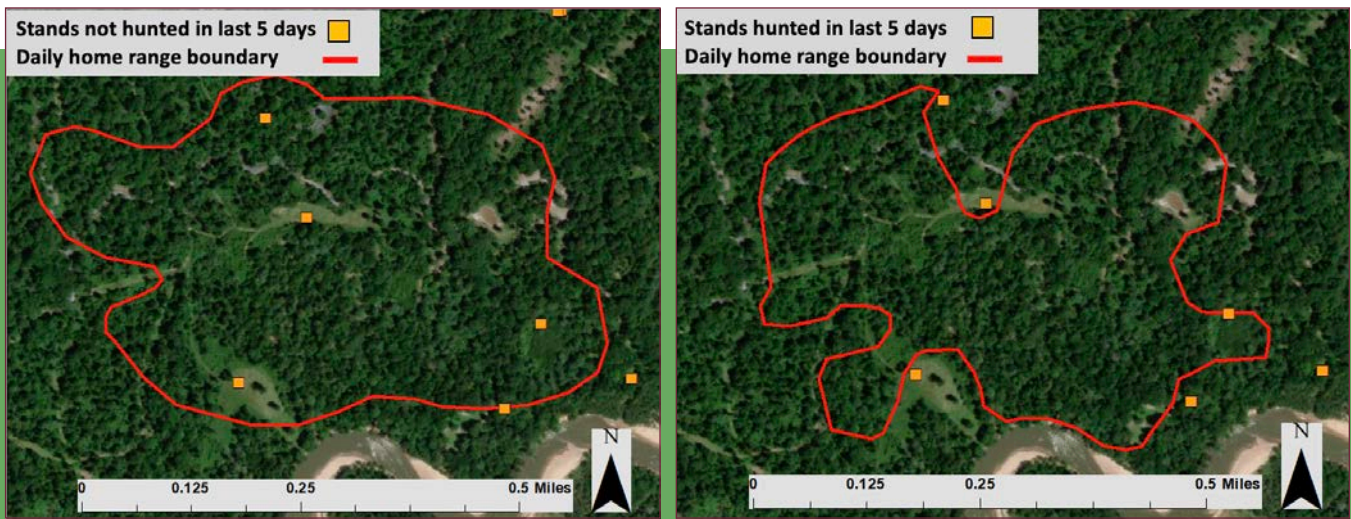 Stands not hunted in last 5 days
Daily home range boundary
N
0 0.125 0.25 0.5 Miles
Stands hunted in last 5 days
Daily home range boundary
N
0 0.125 0.25 0.5 Miles